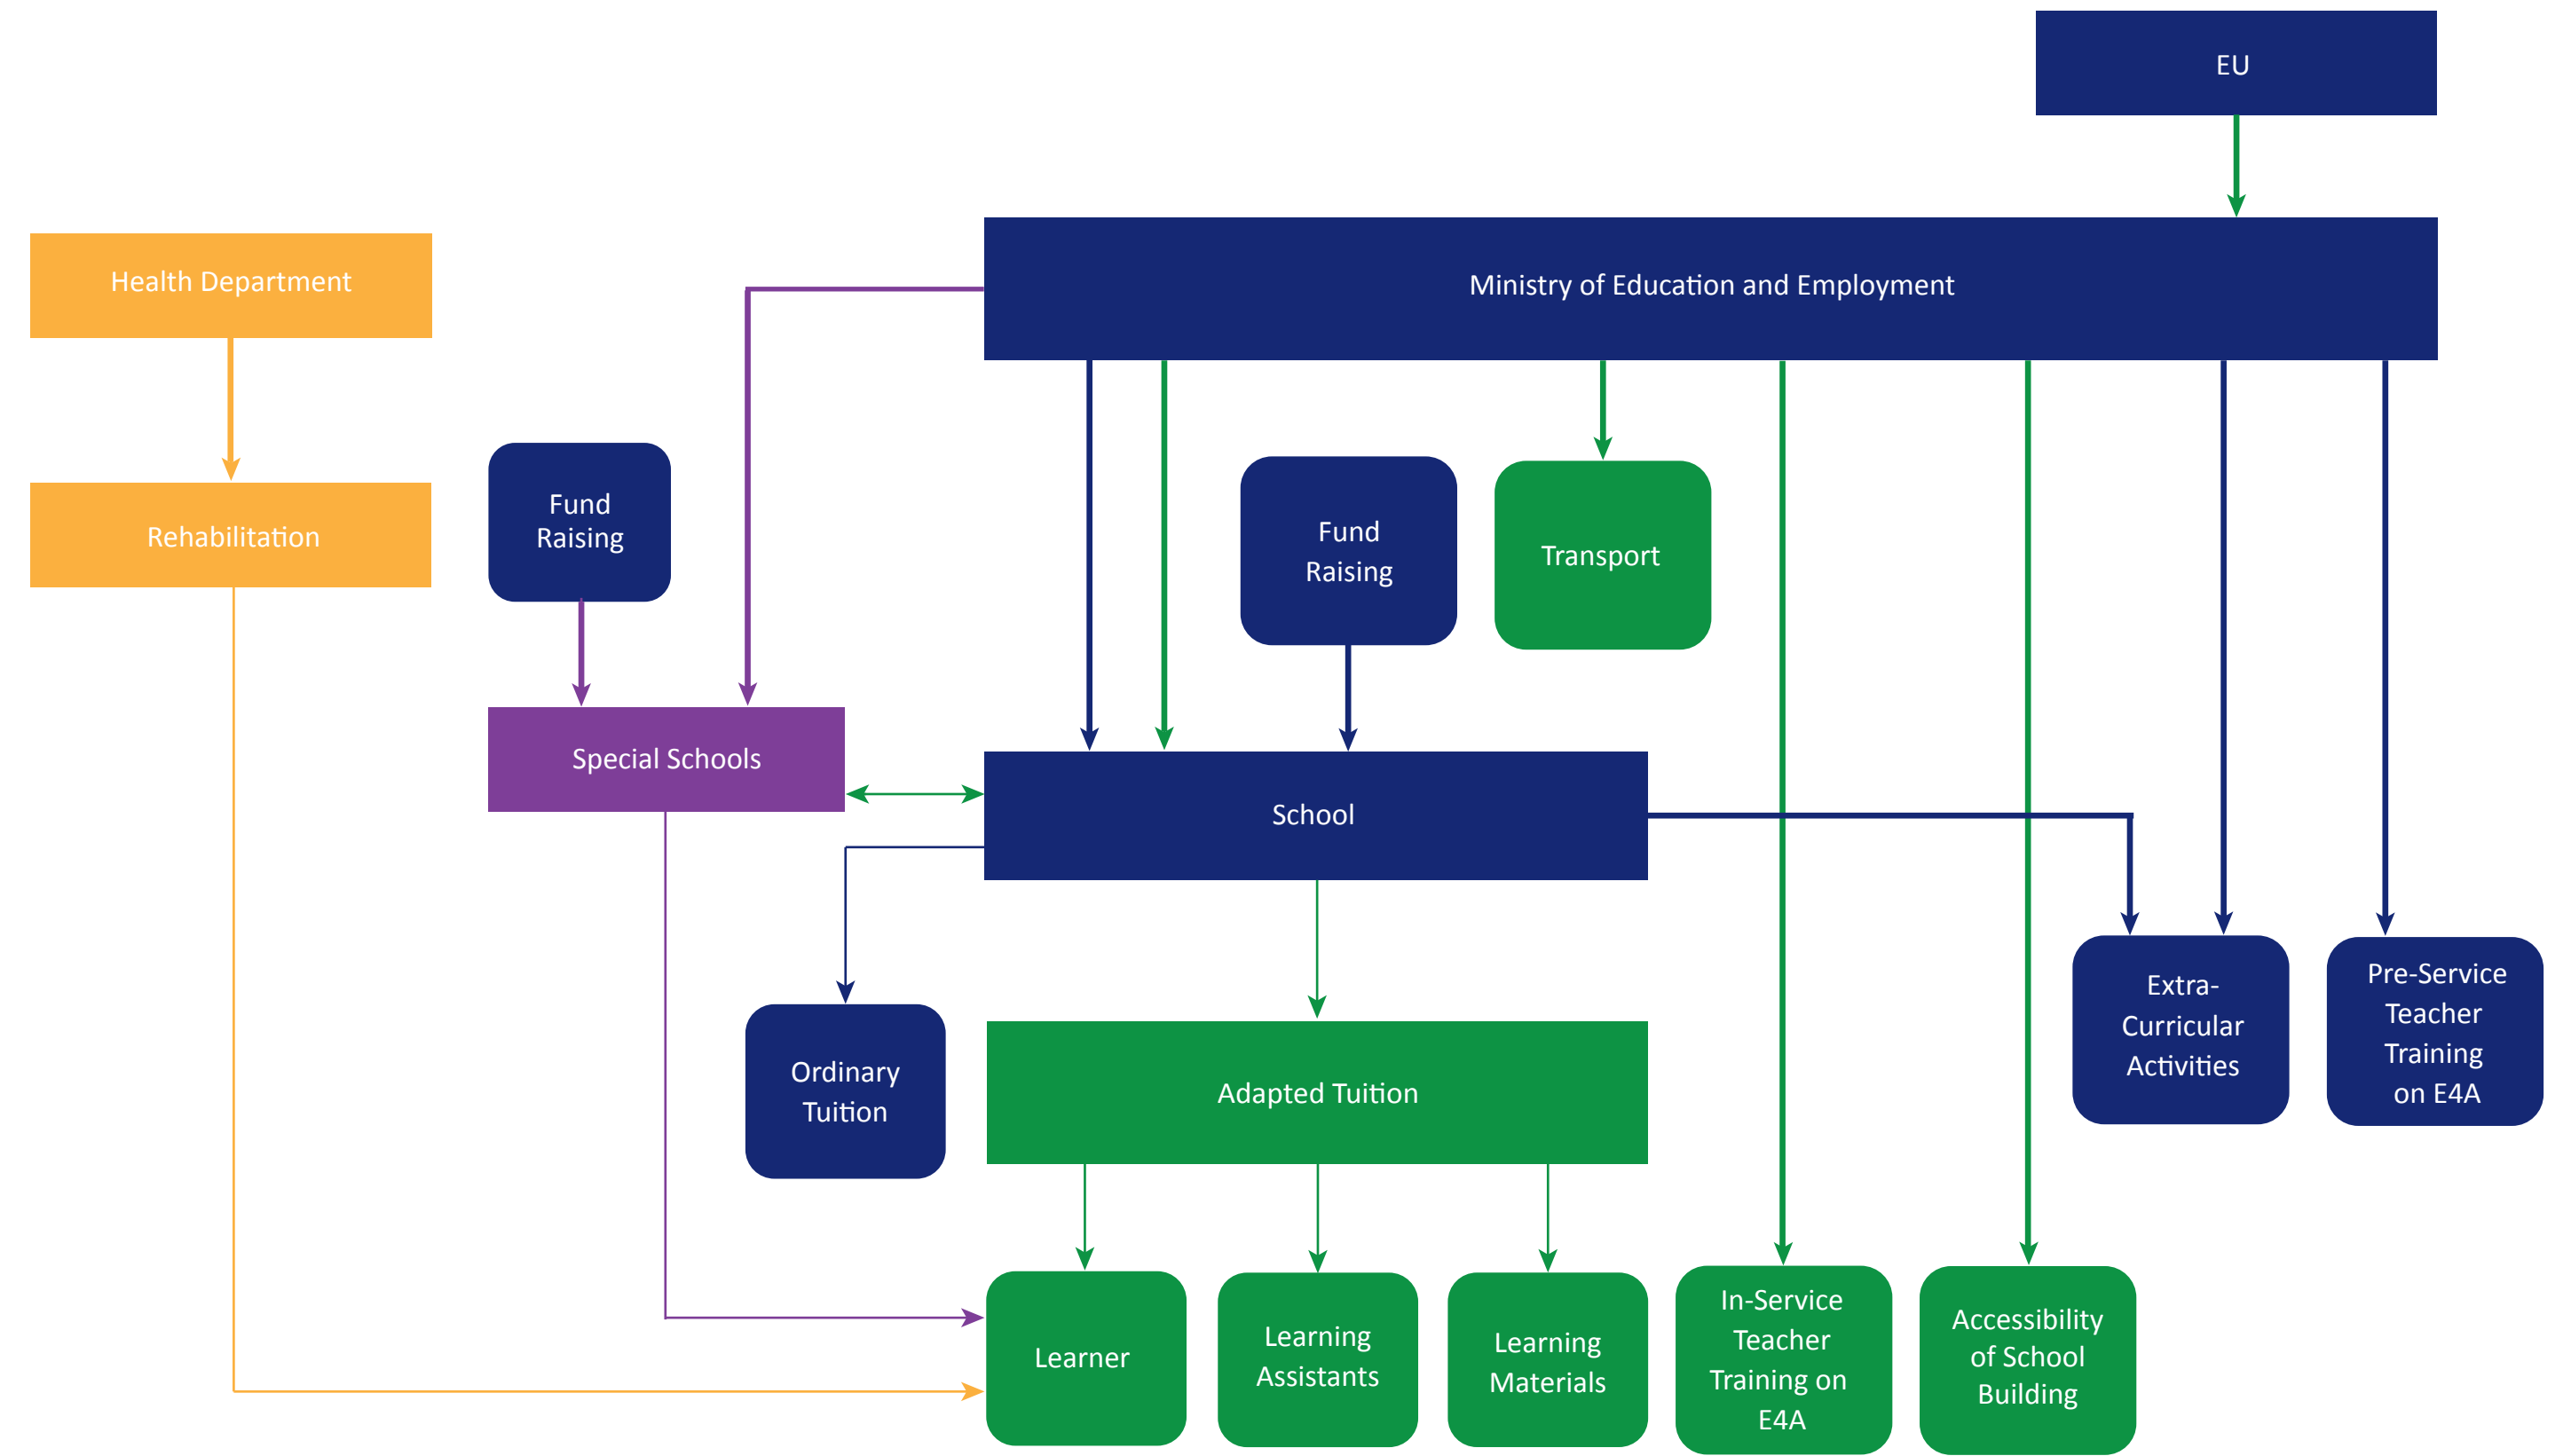 EU
Health Department
Ministry of Education and Employment
Fund
Raising
Rehabilitation
Fund
Raising
Transport
Special Schools
School
Ordinary
Tuition
Adapted Tuition
Extra-
Curricular
Activities
Pre-Service
Teacher
Training
on E4A
Learner
Learning
Assistants
Learning
Materials
In-Service
Teacher
Training on
E4A
Accessibility
of School
Building